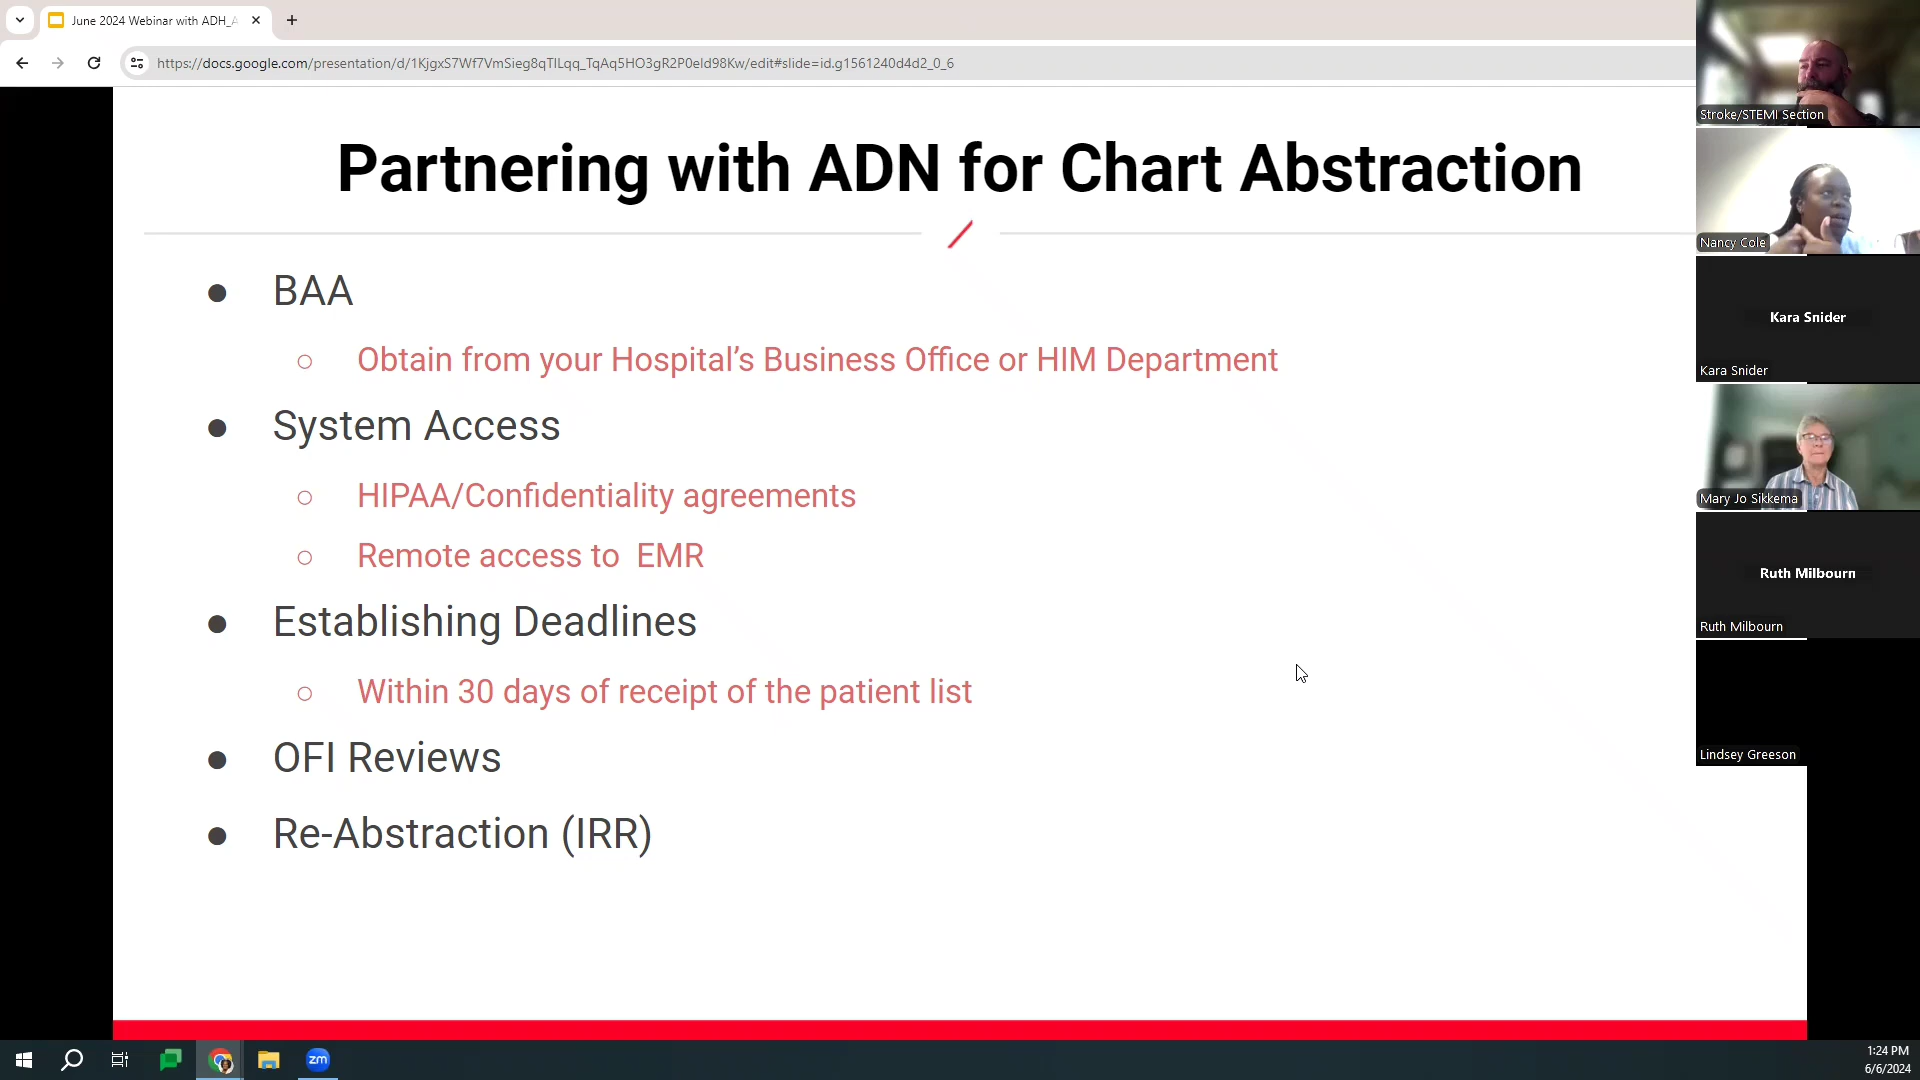 June 2024 Webinar with ADH_A
https://docs.google.com/presentation/d/1KjgxS7Wf7VmSieg8qTILqq_TqAq5HO3gR2P0eld98Kw/edit#slide=id.g1561240d4d2_0_6
Partnering with ADN for Chart Abstraction
● BAA
○ Obtain from your Hospital’s Business Office or HIM Department
● System Access
○ HIPAA/Confidentiality agreements
○ Remote access to  EMR
● Establishing Deadlines
○ Within 30 days of receipt of the patient list
● OFI Reviews
● Re-Abstraction (IRR)
Stroke/STEMI Section
Nancy Cole
Kara Snider
Kara Snider
Mary Jo Sikkema
Ruth Milbourn
Ruth Milbourn
Lindsey Greeson
zm
1:24 PM
6/6/2024